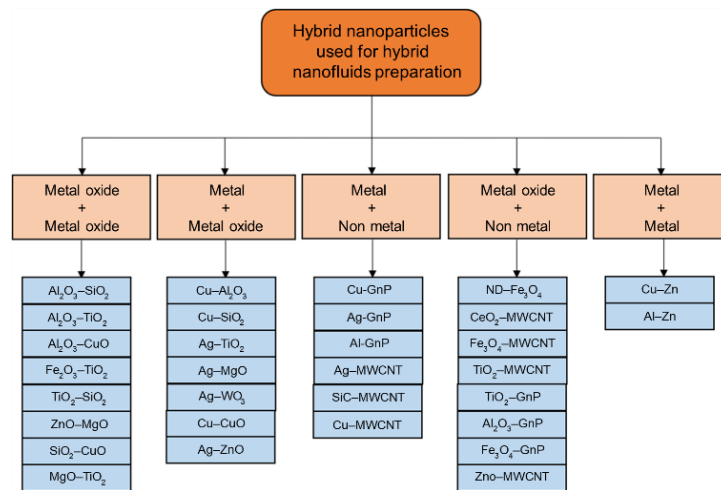 Hybrid nanoparticles
used for hybrid
nanofluids preparation
Metal oxide
+
Metal oxide
Metal
+
Metal oxide
Metal
+
Non metal
Metal oxide
+
Non metal
Metal
+
Metal
Al₂O₃–SiO₂
Al₂O₃–TiO₂
Al₂O₃–CuO
Fe₂O₃–TiO₂
TiO₂–SiO₂
ZnO–MgO
SiO₂–CuO
MgO–TiO₂
Cu–Al₂O₃
Cu–SiO₂
Ag–TiO₂
Ag–MgO
Ag–WO₃
Cu–CuO
Ag–ZnO
Cu-GnP
Ag-GnP
Al-GnP
Ag–MWCNT
SiC–MWCNT
Cu–MWCNT
ND–Fe₃O₄
CeO₂–MWCNT
Fe₃O₄–MWCNT
TiO₂–MWCNT
TiO₂–GnP
Al₂O₃–GnP
Fe₃O₄–GnP
Zno–MWCNT
Cu–Zn
Al–Zn